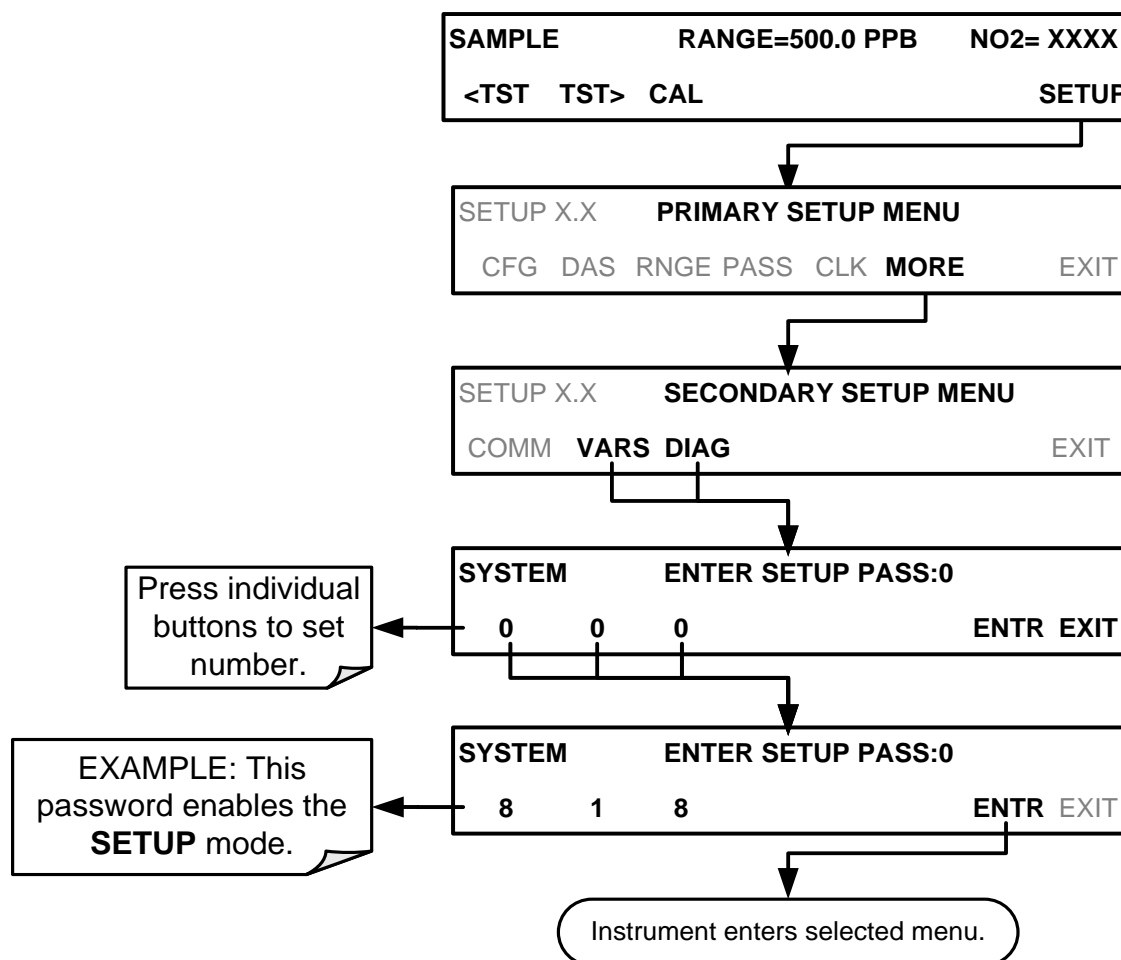 SAMPLE RANGE=500.0 PPB NO2= XXXX
<TST TST> CAL SETUP
SETUP X.X PRIMARY SETUP MENU
CFG DAS RNGE PASS CLK MORE EXIT
SETUP X.X SECONDARY SETUP MENU
COMM VARS DIAG EXIT
SYSTEM ENTER SETUP PASS:0
0 0 0 ENTR EXIT
Press individual
buttons to set
number.
SYSTEM ENTER SETUP PASS:0
8 1 8 ENTR EXIT
EXAMPLE: This
password enables the
SETUP mode.
Instrument enters selected menu.